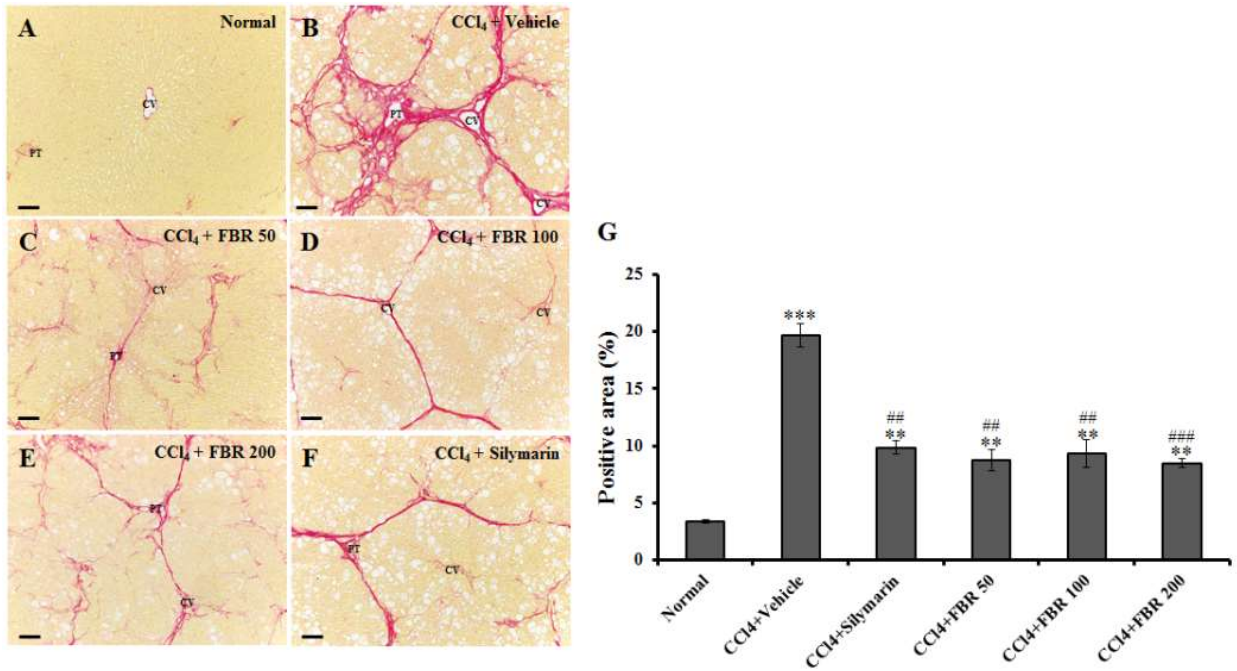 A Normal
CV
PT
B CCl₄ + Vehicle
PT
CV
CV
C CCl₄ + FBR 50
CV
PT
D CCl₄ + FBR 100
CV
CV
E CCl₄ + FBR 200
PT
CV
F CCl₄ + Silymarin
PT
CV
G
Positive area (%)
25
20
15
10
5
0
***
##
**
##
**
##
**
###
**
Normal
CCl4+Vehicle
CCl4+Silymarin
CCl4+FBR 50
CCl4+FBR 100
CCl4+FBR 200